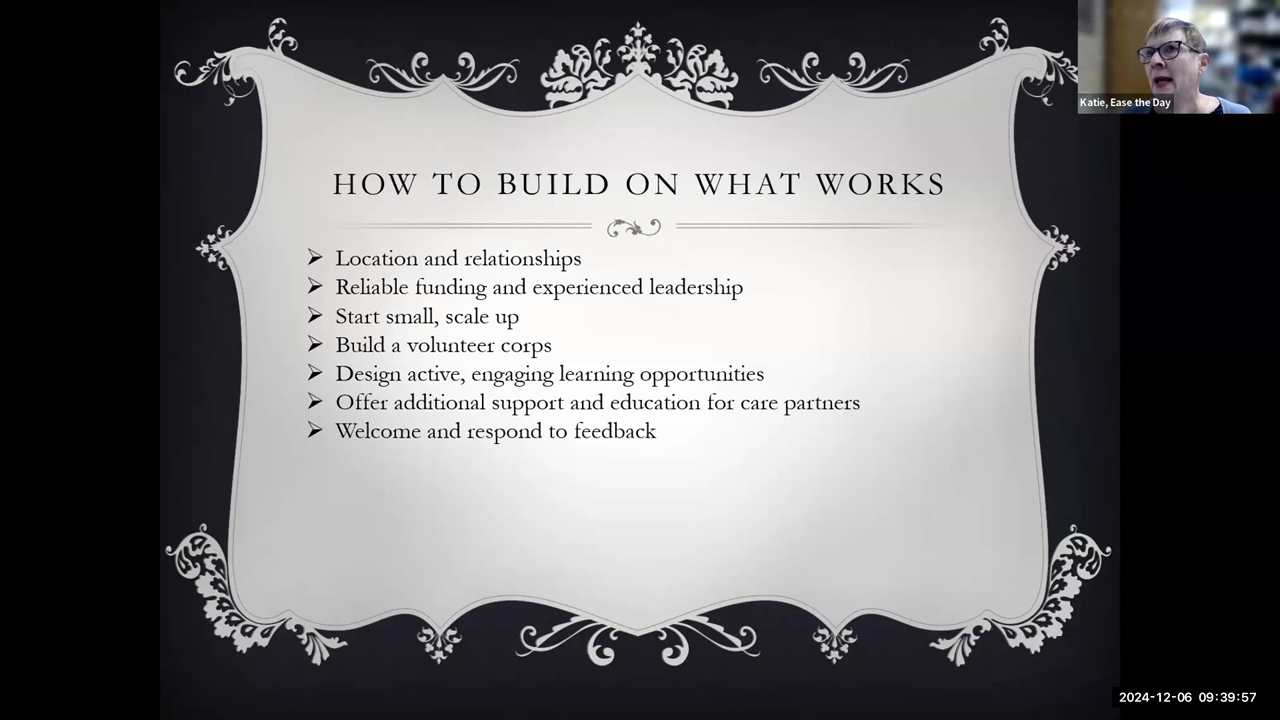 Katie, Ease the Day
HOW TO BUILD ON WHAT WORKS
Location and relationships
Reliable funding and experienced leadership
Start small, scale up
Build a volunteer corps
Design active, engaging learning opportunities
Offer additional support and education for care partners
Welcome and respond to feedback
2024-12-06 09:39:57